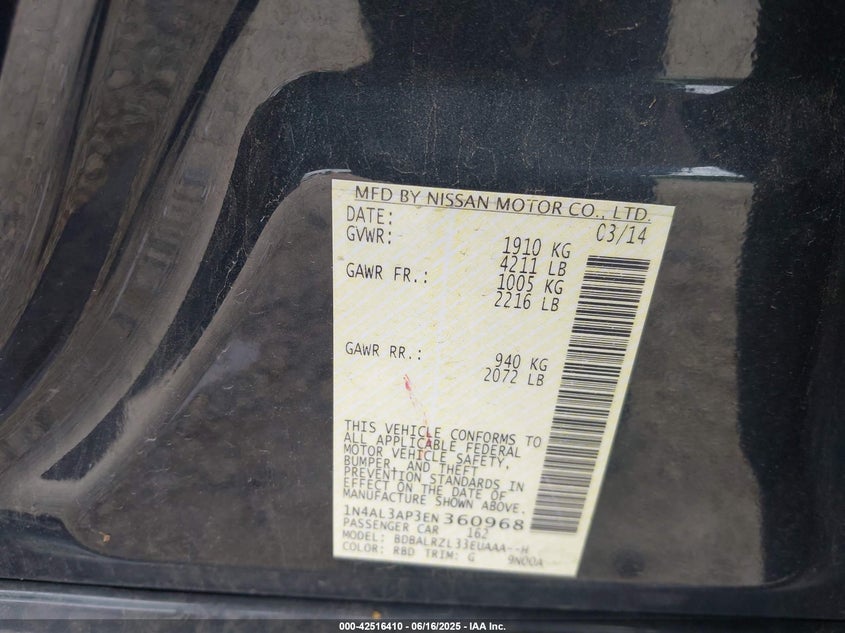 MFD BY NISSAN MOTOR CO., LTD.
DATE: 03/14
GVWR: 1910 KG
4211 LB
GAWR FR.: 1005 KG
2216 LB
GAWR RR.: 940 KG
2072 LB
THIS VEHICLE CONFORMS TO
ALL APPLICABLE FEDERAL
MOTOR VEHICLE SAFETY,
BUMPER, AND THEFT
PREVENTION STANDARDS IN
EFFECT ON THE DATE OF
MANUFACTURE SHOWN ABOVE.
1N4AL3AP3EN360968
PASSENGER CAR 162
MODEL: BDBALRZL33EUAAA--H
COLOR: RBD TRIM: G 9N00A
000-42516410 - 06/16/2025 - IAA Inc.